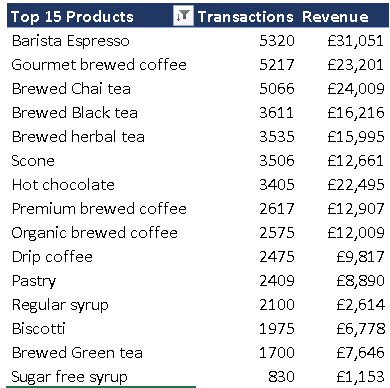 Top 15 Products Transactions Revenue
Barista Espresso 5320 £31,051
Gourmet brewed coffee 5217 £23,201
Brewed Chai tea 5066 £24,009
Brewed Black tea 3611 £16,216
Brewed herbal tea 3535 £15,995
Scone 3506 £12,661
Hot chocolate 3405 £22,495
Premium brewed coffee 2617 £12,907
Organic brewed coffee 2575 £12,009
Drip coffee 2475 £9,817
Pastry 2409 £8,890
Regular syrup 2100 £2,614
Biscotti 1975 £6,778
Brewed Green tea 1700 £7,646
Sugar free syrup 830 £1,153